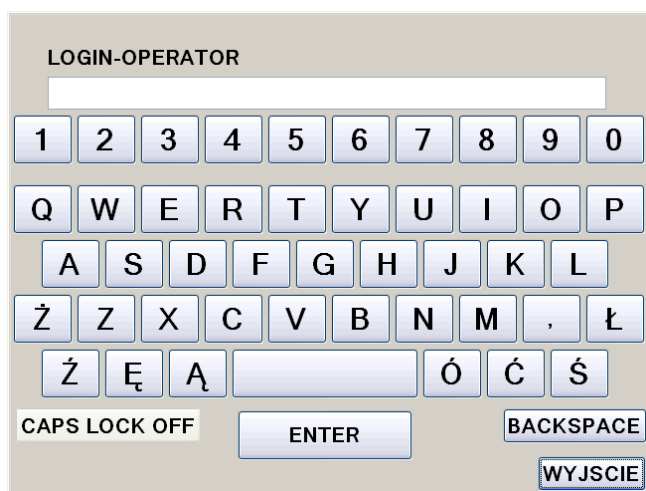 LOGIN-OPERATOR
1 2 3 4 5 6 7 8 9 0
Q W E R T Y U I O P
A S D F G H J K L
Ż Z X C V B N M , Ł
Ź Ę Ą Ó Ć Ś
CAPS LOCK OFF ENTER BACKSPACE
WYJSCIE